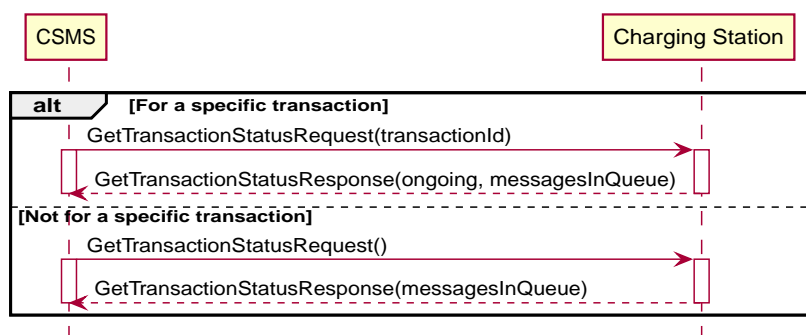 CSMS
Charging Station
alt
[For a specific transaction]
GetTransactionStatusRequest(transactionId)
GetTransactionStatusResponse(ongoing, messagesInQueue)
[Not for a specific transaction]
GetTransactionStatusRequest()
GetTransactionStatusResponse(messagesInQueue)